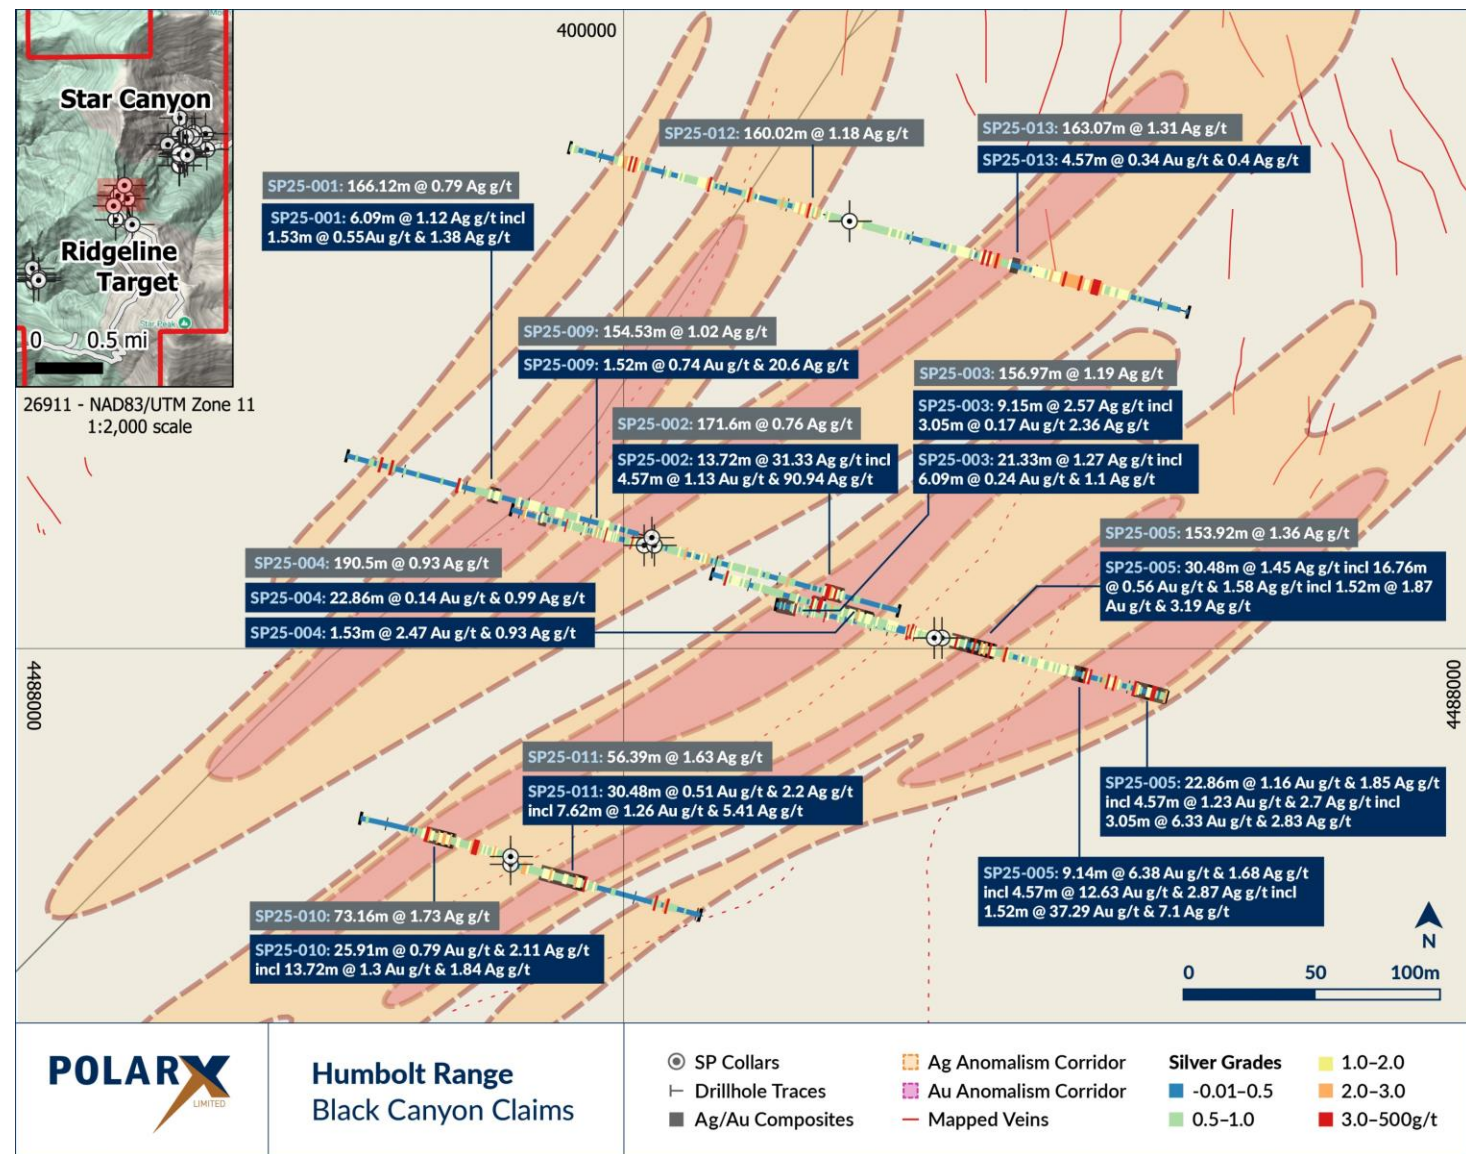 400000
Star Canyon
Ridgeline
Target
Star Peak
0 0.5 mi
26911 - NAD83/UTM Zone 11
1:2,000 scale
SP25-012: 160.02m @ 1.18 Ag g/t
SP25-013: 163.07m @ 1.31 Ag g/t
SP25-013: 4.57m @ 0.34 Au g/t & 0.4 Ag g/t
SP25-001: 166.12m @ 0.79 Ag g/t
SP25-001: 6.09m @ 1.12 Ag g/t incl
1.53m @ 0.55Au g/t & 1.38 Ag g/t
SP25-009: 154.53m @ 1.02 Ag g/t
SP25-009: 1.52m @ 0.74 Au g/t & 20.6 Ag g/t
SP25-003: 156.97m @ 1.19 Ag g/t
SP25-003: 9.15m @ 2.57 Ag g/t incl
3.05m @ 0.17 Au g/t 2.36 Ag g/t
SP25-002: 171.6m @ 0.76 Ag g/t
SP25-002: 13.72m @ 31.33 Ag g/t incl
4.57m @ 1.13 Au g/t & 90.94 Ag g/t
SP25-003: 21.33m @ 1.27 Ag g/t incl
6.09m @ 0.24 Au g/t & 1.1 Ag g/t
SP25-005: 153.92m @ 1.36 Ag g/t
SP25-005: 30.48m @ 1.45 Ag g/t incl 16.76m
@ 0.56 Au g/t & 1.58 Ag g/t incl 1.52m @ 1.87
Au g/t & 3.19 Ag g/t
SP25-004: 190.5m @ 0.93 Ag g/t
SP25-004: 22.86m @ 0.14 Au g/t & 0.99 Ag g/t
SP25-004: 1.53m @ 2.47 Au g/t & 0.93 Ag g/t
4488000
4488000
SP25-011: 56.39m @ 1.63 Ag g/t
SP25-011: 30.48m @ 0.51 Au g/t & 2.2 Ag g/t
incl 7.62m @ 1.26 Au g/t & 5.41 Ag g/t
SP25-005: 22.86m @ 1.16 Au g/t & 1.85 Ag g/t
incl 4.57m @ 1.23 Au g/t & 2.7 Ag g/t incl
3.05m @ 6.33 Au g/t & 2.83 Ag g/t
SP25-005: 9.14m @ 6.38 Au g/t & 1.68 Ag g/t
incl 4.57m @ 12.63 Au g/t & 2.87 Ag g/t incl
1.52m @ 37.29 Au g/t & 7.1 Ag g/t
SP25-010: 73.16m @ 1.73 Ag g/t
SP25-010: 25.91m @ 0.79 Au g/t & 2.11 Ag g/t
incl 13.72m @ 1.3 Au g/t & 1.84 Ag g/t
N
0 50 100m
POLARX
LIMITED
Humbolt Range
Black Canyon Claims
SP Collars
Drillhole Traces
Ag/Au Composites
Ag Anomalism Corridor
Au Anomalism Corridor
Mapped Veins
Silver Grades
-0.01–0.5
0.5–1.0
1.0–2.0
2.0–3.0
3.0–500g/t